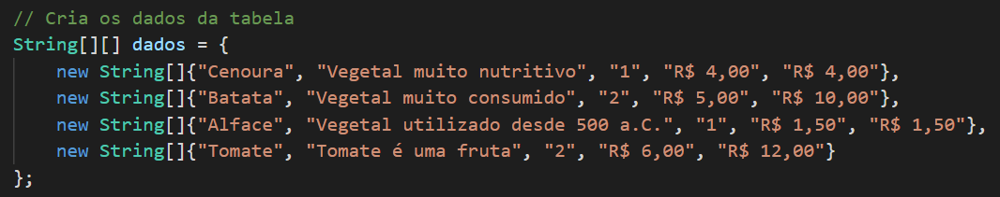 // Cria os dados da tabela
String[][] dados = {
    new String[]{"Cenoura", "Vegetal muito nutritivo", "1", "R$ 4,00", "R$ 4,00"},
    new String[]{"Batata", "Vegetal muito consumido", "2", "R$ 5,00", "R$ 10,00"},
    new String[]{"Alface", "Vegetal utilizado desde 500 a.C.", "1", "R$ 1,50", "R$ 1,50"},
    new String[]{"Tomate", "Tomate é uma fruta", "2", "R$ 6,00", "R$ 12,00"}
};